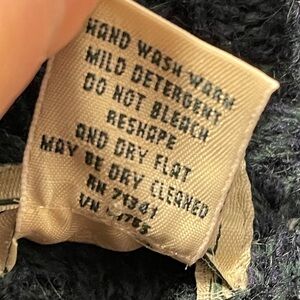 HAND WASH WARM
MILD DETERGENT
DO NOT BLEACH
RESHAPE
AND DRY FLAT
MAY BE DRY CLEANED
RN 71341
VN